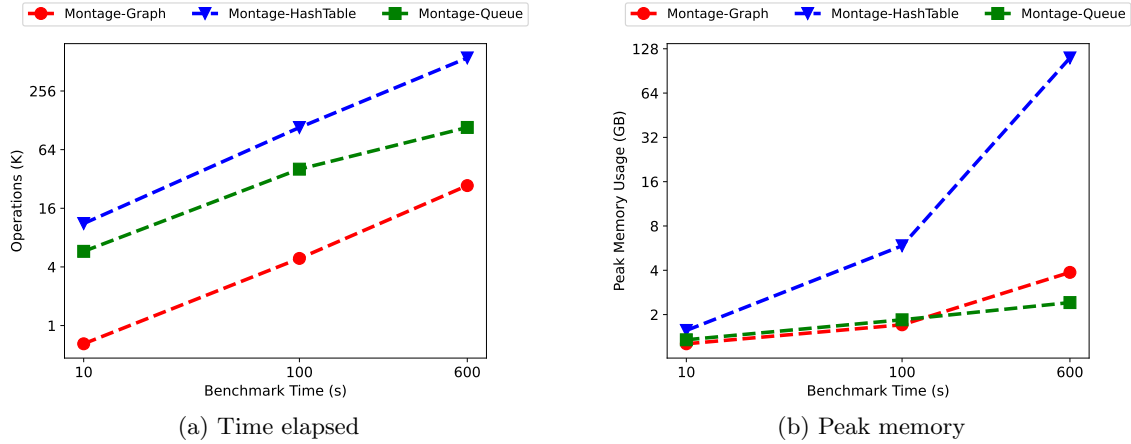 Montage-Graph Montage-HashTable Montage-Queue
256
64
16
4
1
Operations (K)
10 100 600
Benchmark Time (s)
(a) Time elapsed
Montage-Graph Montage-HashTable Montage-Queue
128
64
32
16
8
4
2
Peak Memory Usage (GB)
10 100 600
Benchmark Time (s)
(b) Peak memory